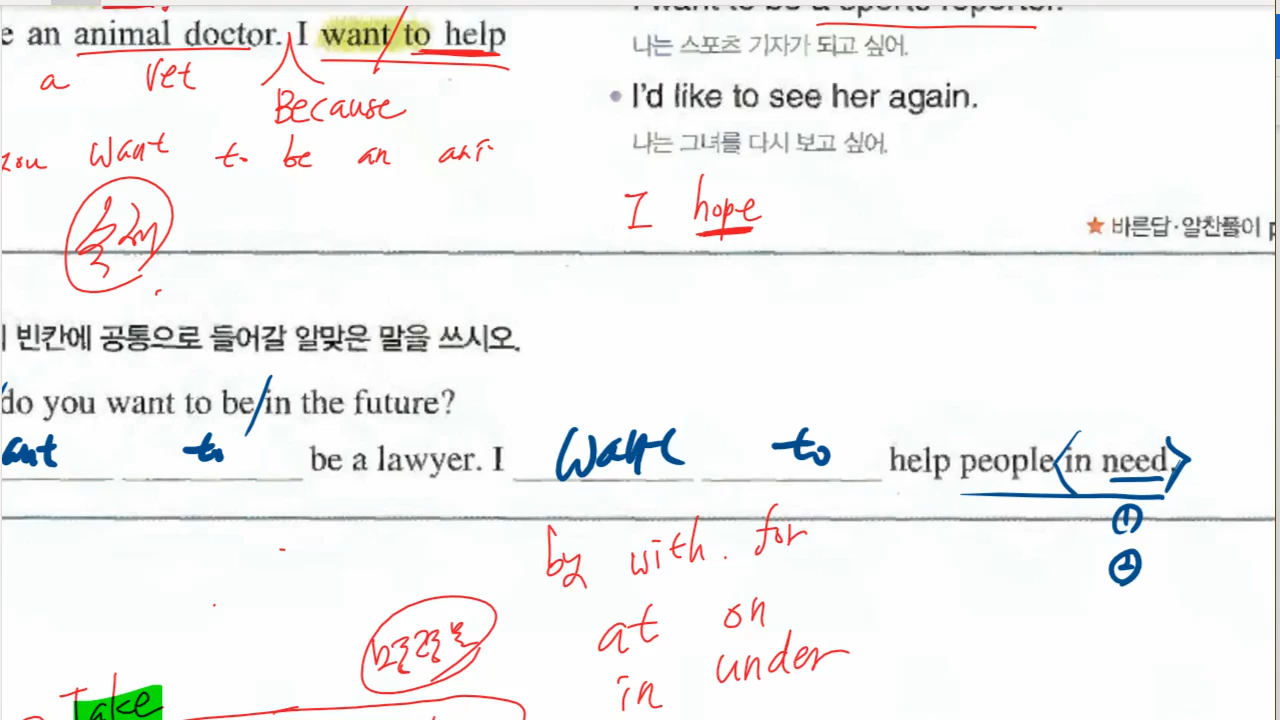 I want to be a sports reporter.
e an animal doctor. I want to help
나는 스포츠 기자가 되고 싶어.
a vet
Because
I'd like to see her again.
you want to be an ani
나는 그녀를 다시 보고 싶어.
I hope
★ 바른답·알찬풀이 p
빈칸에 공통으로 들어갈 알맞은 말을 쓰시오.
do you want to be/in the future?
ant to be a lawyer. I want to help people <in need.>
①
②
by with. for
at on
in under
Take